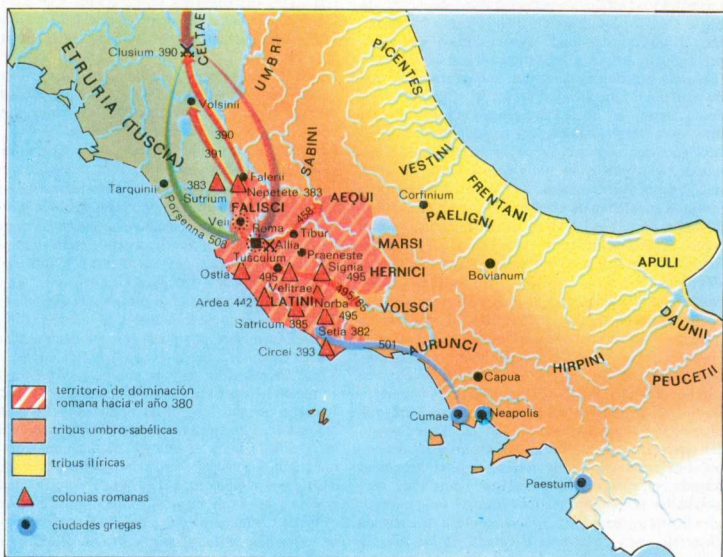 ETRURIA (TUSCIA)
CELTAE
Clusium 390
UMBRI
PICENTES
Volsinii
390
391
SABINI
VESTINI
FRENTANI
383
Falerii
Nepetete 383
Sutrium
Tarquinii
Porsenna 508
FALISCI
Veii
Roma
Allia
458
Tibur
AEQUI
Corfinium
PAELIGNI
MARSI
Praeneste
Tusculum
Signia
HERNICI
Bovianum
APULI
Ostia
495
495
Velitrae
495/85
Ardea 442
LATINI
Norba
VOLSCI
495
Satricum 385
Setia 382
DAUNII
Circei 393
501
AURUNCI
HIRPINI
PEUCETII
Capua
Cumae
Neapolis
Paestum
territorio de dominación
romana hacia el año 380
tribus umbro-sabélicas
tribus ilíricas
colonias romanas
ciudades griegas